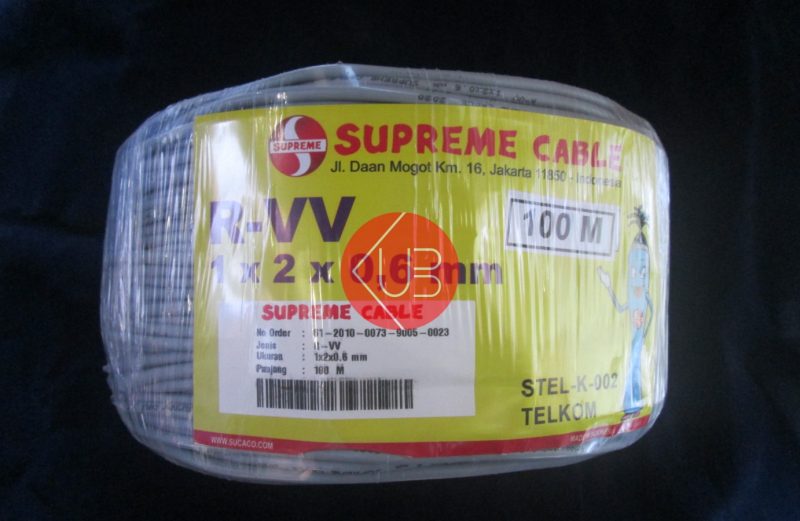 SUPREME
SUPREME CABLE
Jl. Daan Mogot Km. 16, Jakarta 11850 - Indonesia
R-VV
100 M
1 x 2 x 0,6 mm
UB
SUPREME CABLE
No Order : 61-2010-0073-9005-0023
Jenis : R-VV
Ukuran : 1x2x0.6 mm
Panjang : 100 M
STEL-K-002
TELKOM
WWW.SUCACO.COM